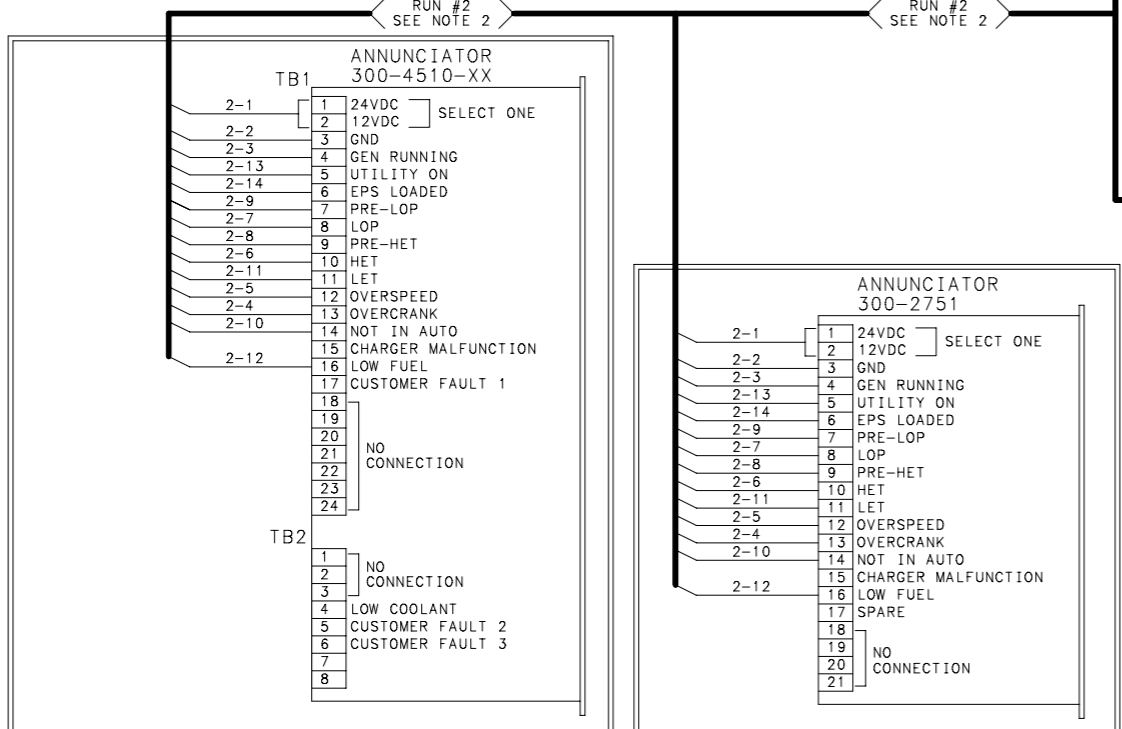 RUN #2
SEE NOTE 2
RUN #2
SEE NOTE 2
ANNUNCIATOR
300-4510-XX
TB1
2-1
1 24VDC
2 12VDC
SELECT ONE
2-2
3 GND
2-3
4 GEN RUNNING
2-13
5 UTILITY ON
2-14
6 EPS LOADED
2-9
7 PRE-LOP
2-7
8 LOP
2-8
9 PRE-HET
2-6
10 HET
2-11
11 LET
2-5
12 OVERSPEED
2-4
13 OVERCRANK
2-10
14 NOT IN AUTO
15 CHARGER MALFUNCTION
2-12
16 LOW FUEL
17 CUSTOMER FAULT 1
18
19
20
21
22
23
24
NO
CONNECTION
TB2
1
2
3
NO
CONNECTION
4 LOW COOLANT
5 CUSTOMER FAULT 2
6 CUSTOMER FAULT 3
7
8
ANNUNCIATOR
300-2751
2-1
1 24VDC
2 12VDC
SELECT ONE
2-2
3 GND
2-3
4 GEN RUNNING
2-13
5 UTILITY ON
2-14
6 EPS LOADED
2-9
7 PRE-LOP
2-7
8 LOP
2-8
9 PRE-HET
2-6
10 HET
2-11
11 LET
2-5
12 OVERSPEED
2-4
13 OVERCRANK
2-10
14 NOT IN AUTO
15 CHARGER MALFUNCTION
2-12
16 LOW FUEL
17 SPARE
18
19
20
21
NO
CONNECTION